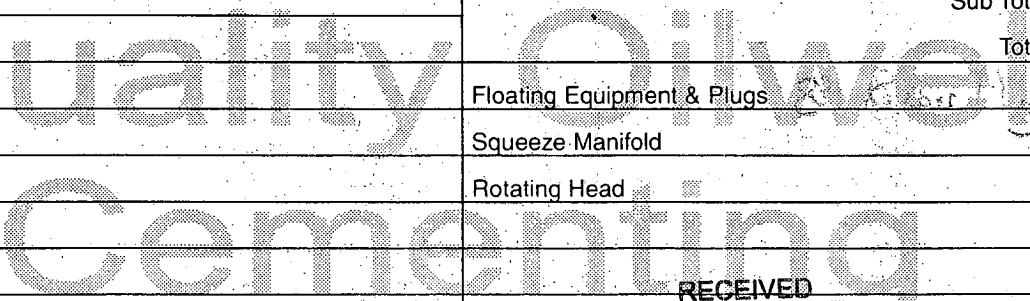 Sub Tot
Tot
uality Oilwel
Floating Equipment & Plugs
Squeeze Manifold
Rotating Head
Cementing
RECEIVED